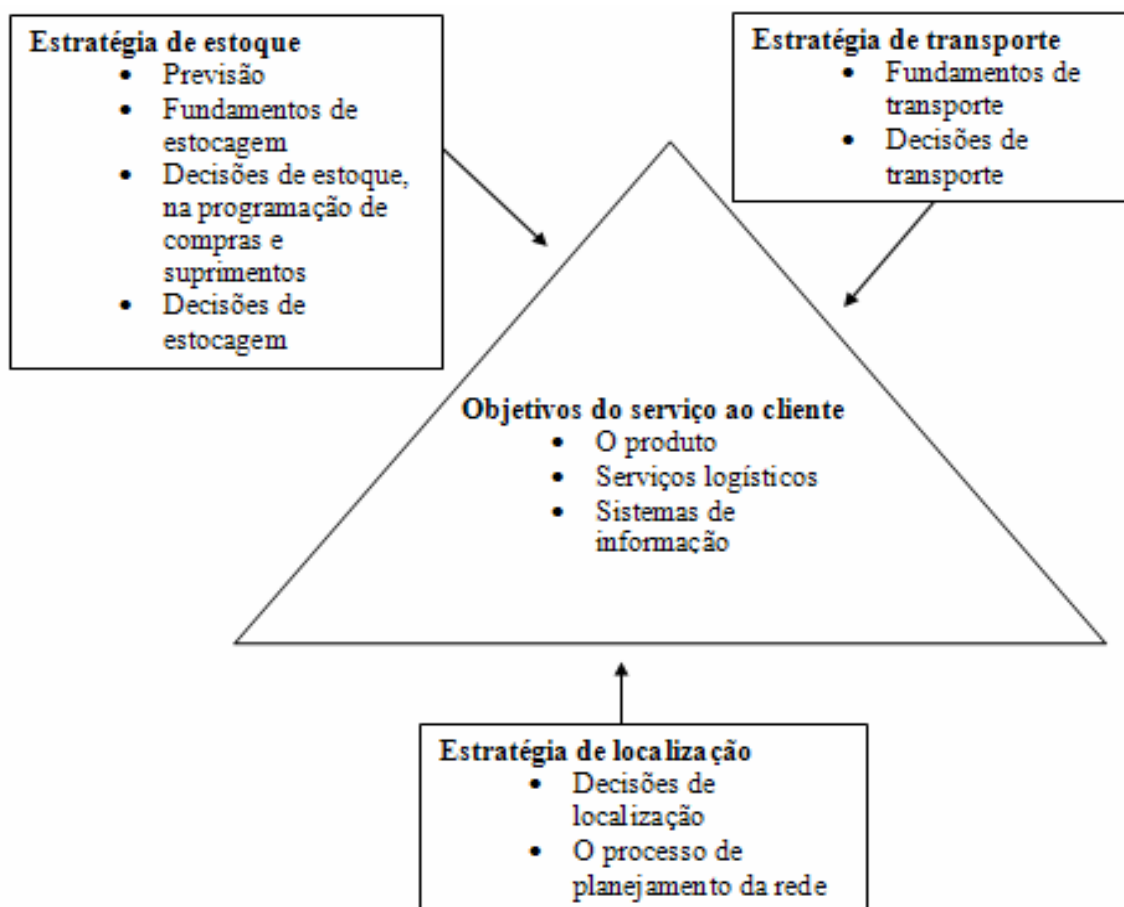 Estratégia de estoque
• Previsão
• Fundamentos de
estocagem
• Decisões de estoque,
na programação de
compras e
suprimentos
• Decisões de
estocagem
Estratégia de transporte
• Fundamentos de
transporte
• Decisões de
transporte
Objetivos do serviço ao cliente
• O produto
• Serviços logísticos
• Sistemas de
informação
Estratégia de localização
• Decisões de
localização
• O processo de
planejamento da rede